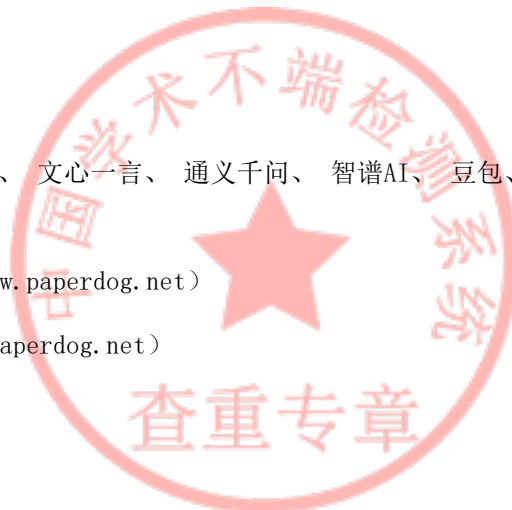 中国学术不端检测系统
、 文心一言、 通义千问、 智谱AI、 豆包、
w.paperdog.net）
aperdog.net）
查重专章